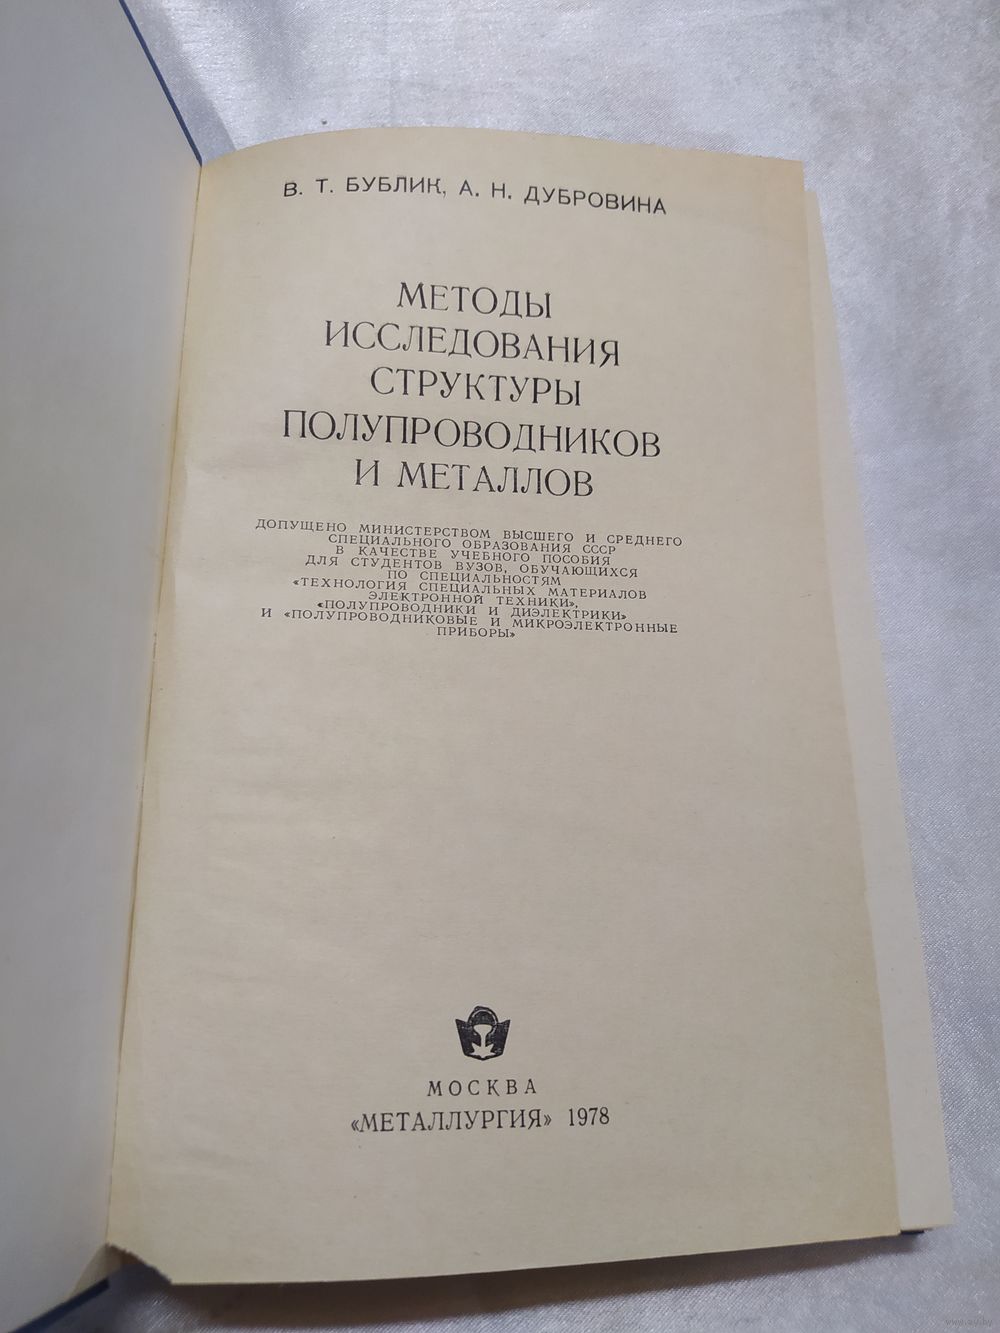 В. Т. БУБЛИК, А. Н. ДУБРОВИНА
МЕТОДЫ
ИССЛЕДОВАНИЯ
СТРУКТУРЫ
ПОЛУПРОВОДНИКОВ
И МЕТАЛЛОВ
ДОПУЩЕНО МИНИСТЕРСТВОМ ВЫСШЕГО И СРЕДНЕГО
СПЕЦИАЛЬНОГО ОБРАЗОВАНИЯ СССР
В КАЧЕСТВЕ УЧЕБНОГО ПОСОБИЯ
ДЛЯ СТУДЕНТОВ ВУЗОВ, ОБУЧАЮЩИХСЯ
ПО СПЕЦИАЛЬНОСТЯМ
«ТЕХНОЛОГИЯ СПЕЦИАЛЬНЫХ МАТЕРИАЛОВ
ЭЛЕКТРОННОЙ ТЕХНИКИ»,
«ПОЛУПРОВОДНИКИ И ДИЭЛЕКТРИКИ»
И «ПОЛУПРОВОДНИКОВЫЕ И МИКРОЭЛЕКТРОННЫЕ
ПРИБОРЫ»
МОСКВА
«МЕТАЛЛУРГИЯ» 1978